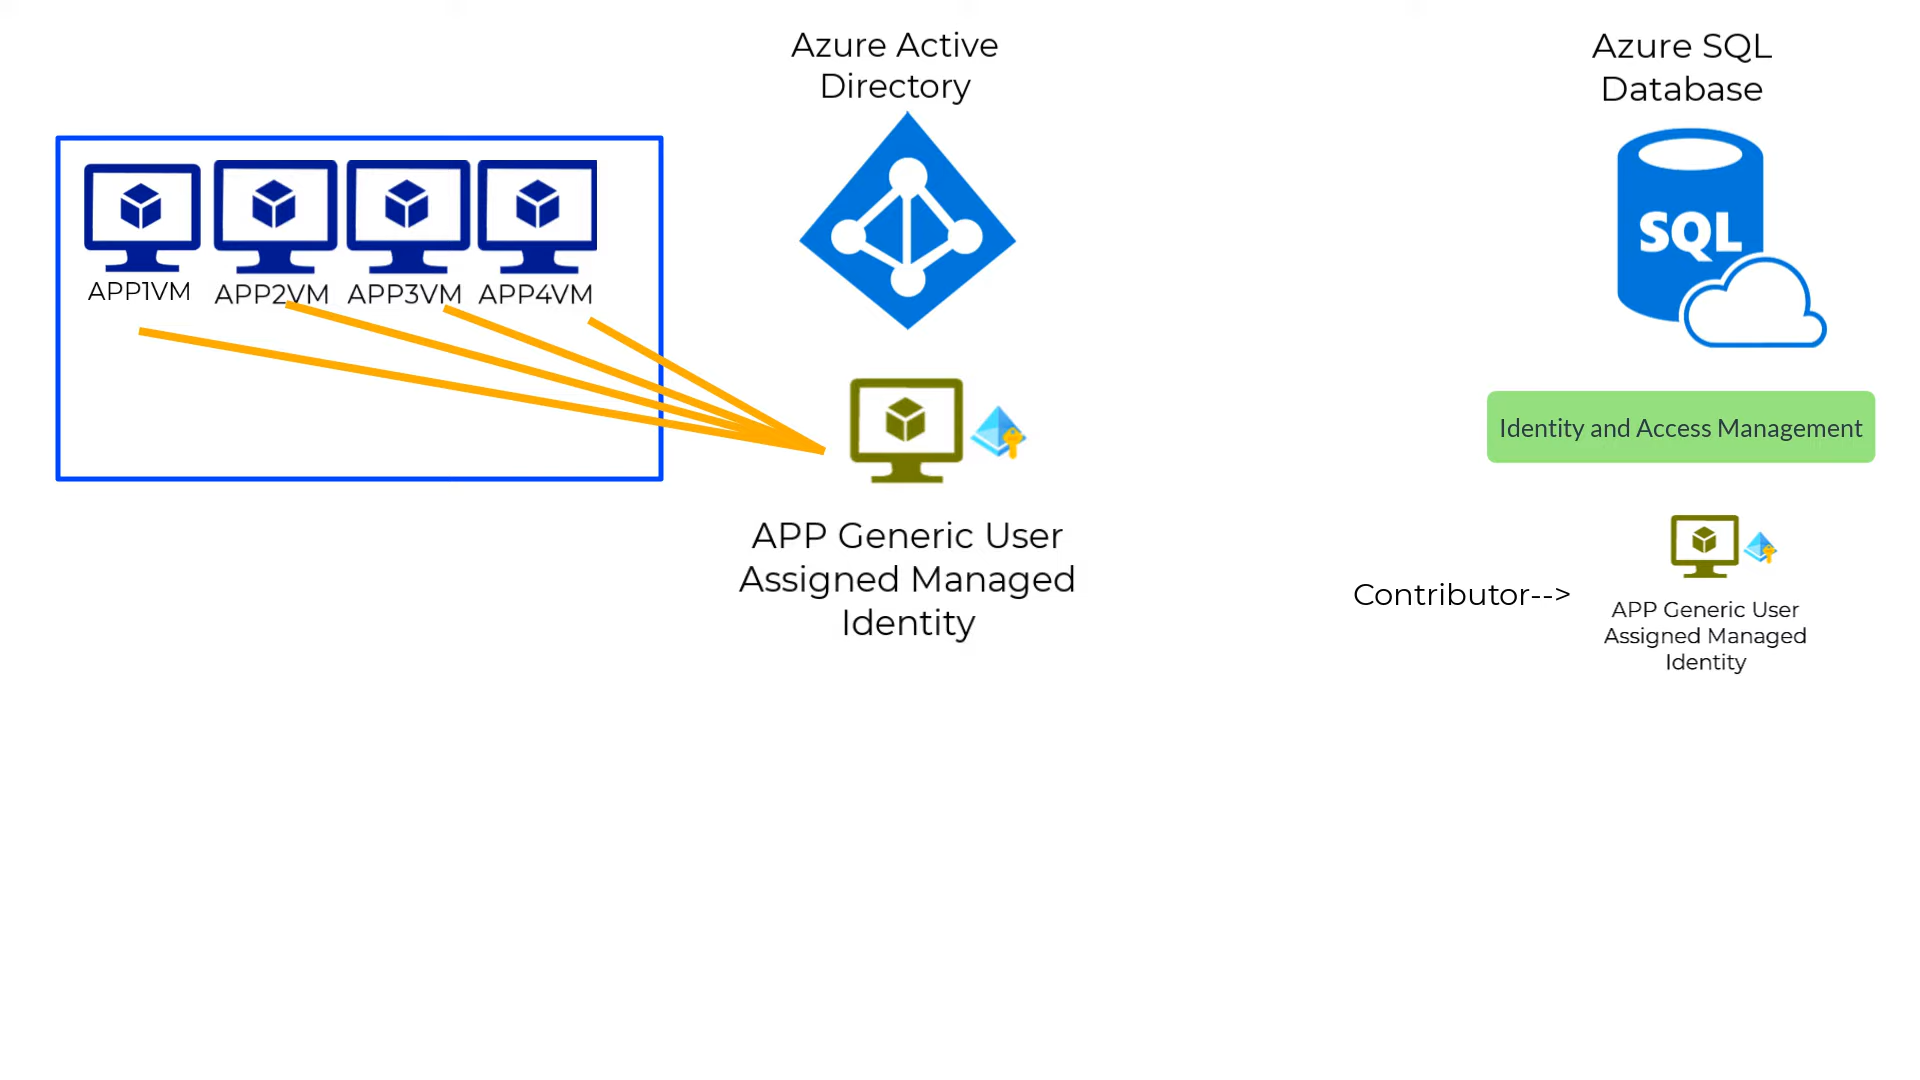 Azure Active
Directory
Azure SQL
Database
SQL
APP1VM
APP2VM
APP3VM
APP4VM
Identity and Access Management
APP Generic User
Assigned Managed
Identity
Contributor-->
APP Generic User
Assigned Managed
Identity